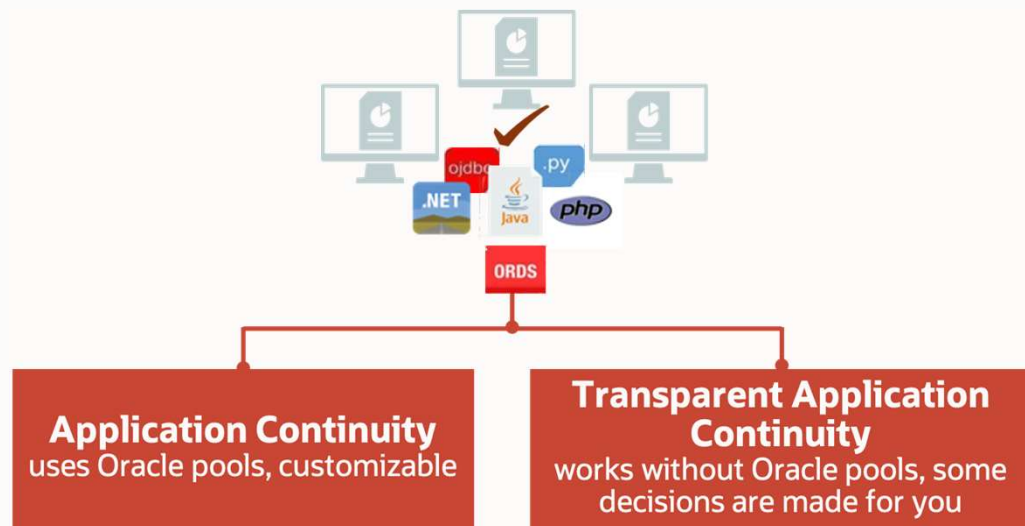 ojdbc
.py
.NET
Java
php
ORDS
Application Continuity
uses Oracle pools, customizable
Transparent Application
Continuity
works without Oracle pools, some
decisions are made for you